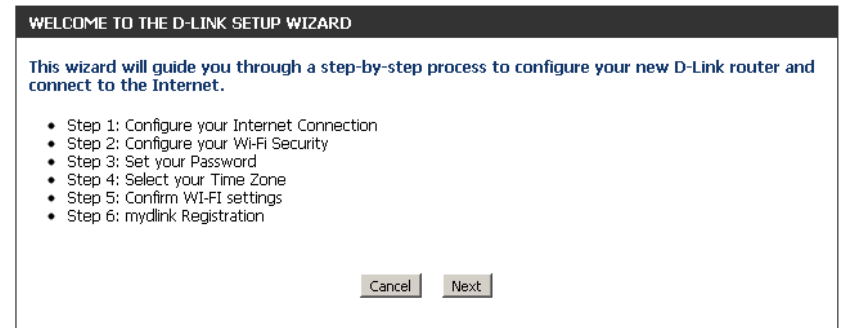 WELCOME TO THE D-LINK SETUP WIZARD
This wizard will guide you through a step-by-step process to configure your new D-Link router and
connect to the Internet.
• Step 1: Configure your Internet Connection
• Step 2: Configure your Wi-Fi Security
• Step 3: Set your Password
• Step 4: Select your Time Zone
• Step 5: Confirm WI-FI settings
• Step 6: mydlink Registration
Cancel Next